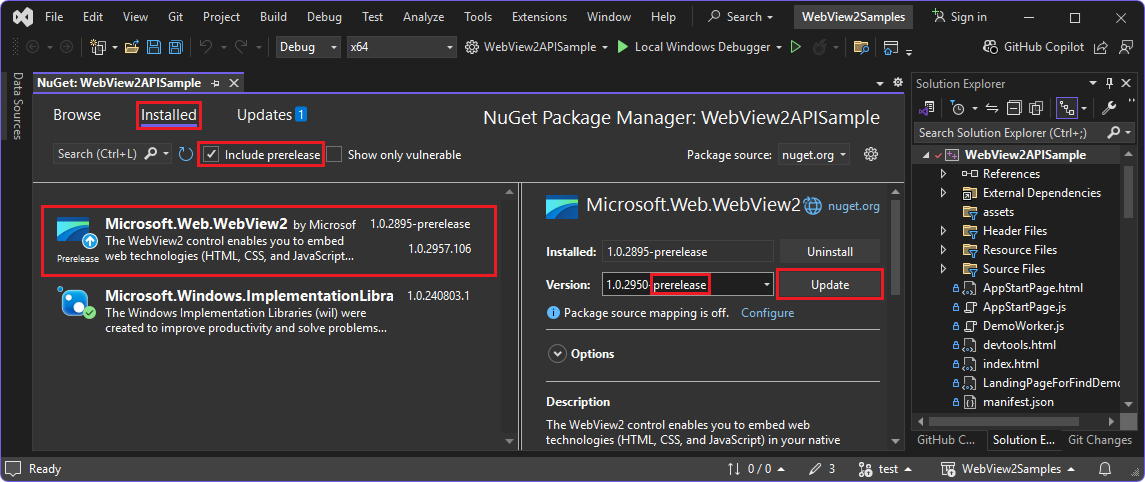 File Edit View Git Project Build Debug Test Analyze Tools Extensions Window Help Search WebView2Samples Sign in
Debug x64 WebView2APISample Local Windows Debugger GitHub Copilot
Data Sources
NuGet: WebView2APISample
Browse Installed Updates 1
NuGet Package Manager: WebView2APISample
Search (Ctrl+L) Include prerelease Show only vulnerable
Package source: nuget.org
Microsoft.Web.WebView2 by Microsof 1.0.2895-prerelease
The WebView2 control enables you to embed
web technologies (HTML, CSS, and JavaScript...
1.0.2957.106
Prerelease
Microsoft.Windows.ImplementationLibra 1.0.240803.1
The Windows Implementation Libraries (wil) were
created to improve productivity and solve problems...
Microsoft.Web.WebView2 nuget.org
Installed: 1.0.2895-prerelease Uninstall
Version: 1.0.2950-prerelease Update
Package source mapping is off. Configure
Options
Description
The WebView2 control enables you to embed web
technologies (HTML, CSS, and JavaScript) in your native
Solution Explorer
Search Solution Explorer (Ctrl+;)
WebView2APISample
References
External Dependencies
assets
Header Files
Resource Files
Source Files
AppStartPage.html
AppStartPage.js
DemoWorker.js
devtools.html
index.html
LandingPageForFindDemo
manifest.json
GitHub C... Solution E... Git Changes
Ready 0 / 0 3 test WebView2Samples